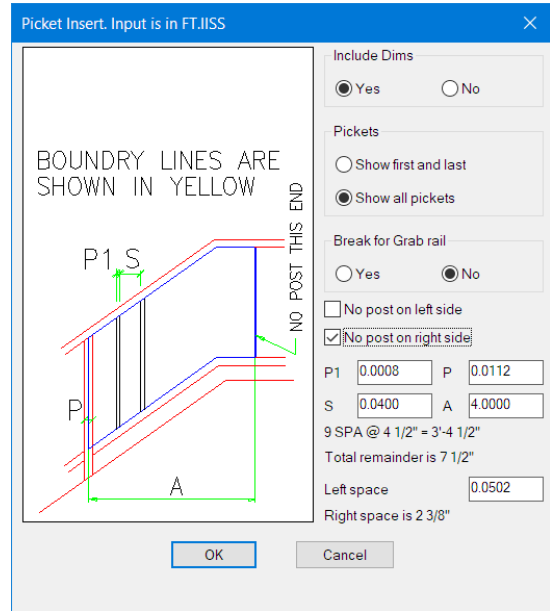 Picket Insert. Input is in FT.IISS
BOUNDRY LINES ARE
SHOWN IN YELLOW
NO POST THIS END
P1 S
P
A
Include Dims
Yes No
Pickets
Show first and last
Show all pickets
Break for Grab rail
Yes No
No post on left side
No post on right side
P1 0.0008 P 0.0112
S 0.0400 A 4.0000
9 SPA @ 4 1/2" = 3'-4 1/2"
Total remainder is 7 1/2"
Left space 0.0502
Right space is 2 3/8"
OK Cancel